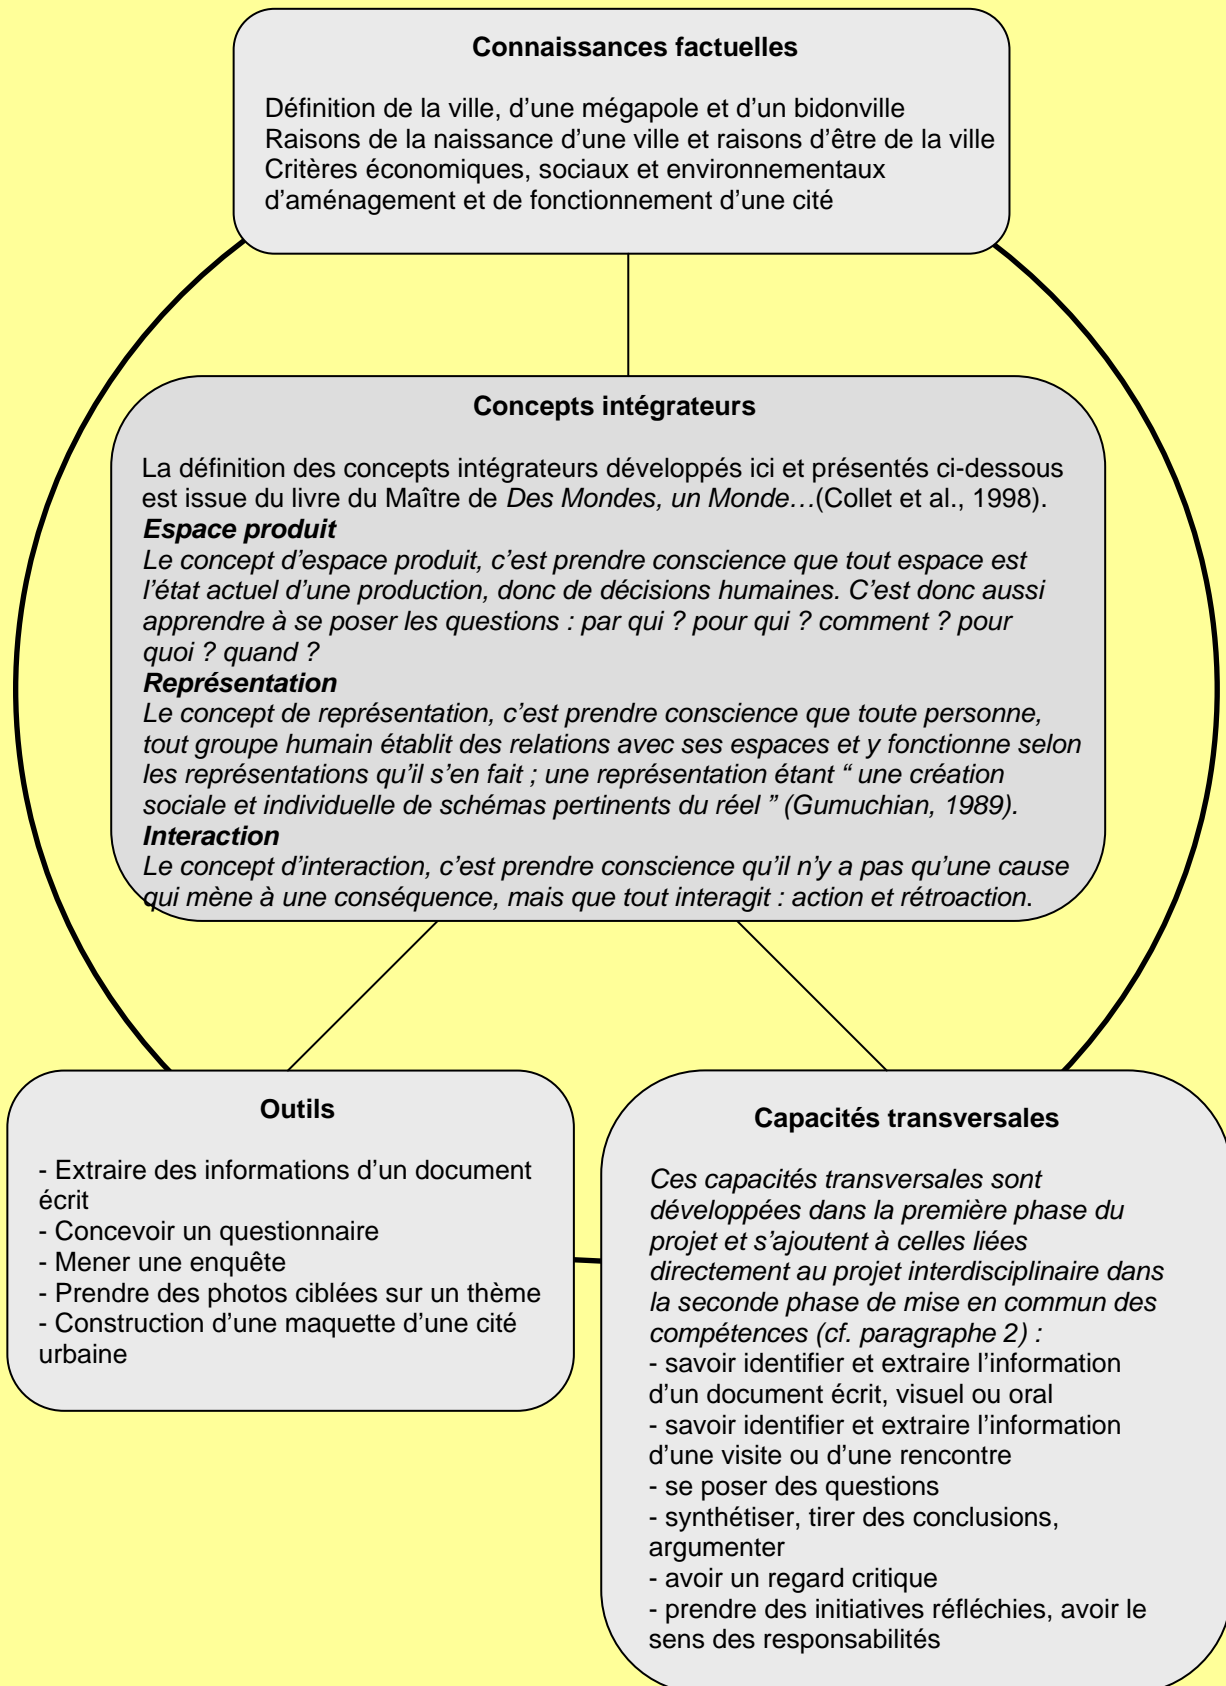 Connaissances factuelles
Définition de la ville, d’une mégapole et d’un bidonville
Raisons de la naissance d’une ville et raisons d’être de la ville
Critères économiques, sociaux et environnementaux
d’aménagement et de fonctionnement d’une cité
Concepts intégrateurs
La définition des concepts intégrateurs développés ici et présentés ci-dessous
est issue du livre du Maître de Des Mondes, un Monde…(Collet et al., 1998).
Espace produit
Le concept d’espace produit, c’est prendre conscience que tout espace est
l’état actuel d’une production, donc de décisions humaines. C’est donc aussi
apprendre à se poser les questions : par qui ? pour qui ? comment ? pour
quoi ? quand ?
Représentation
Le concept de représentation, c’est prendre conscience que toute personne,
tout groupe humain établit des relations avec ses espaces et y fonctionne selon
les représentations qu’il s’en fait ; une représentation étant “ une création
sociale et individuelle de schémas pertinents du réel ” (Gumuchian, 1989).
Interaction
Le concept d’interaction, c’est prendre conscience qu’il n’y a pas qu’une cause
qui mène à une conséquence, mais que tout interagit : action et rétroaction.
Outils
- Extraire des informations d’un document
écrit
- Concevoir un questionnaire
- Mener une enquête
- Prendre des photos ciblées sur un thème
- Construction d’une maquette d’une cité
urbaine
Capacités transversales
Ces capacités transversales sont
développées dans la première phase du
projet et s’ajoutent à celles liées
directement au projet interdisciplinaire dans
la seconde phase de mise en commun des
compétences (cf. paragraphe 2) :
- savoir identifier et extraire l’information
d’un document écrit, visuel ou oral
- savoir identifier et extraire l’information
d’une visite ou d’une rencontre
- se poser des questions
- synthétiser, tirer des conclusions,
argumenter
- avoir un regard critique
- prendre des initiatives réfléchies, avoir le
sens des responsabilités